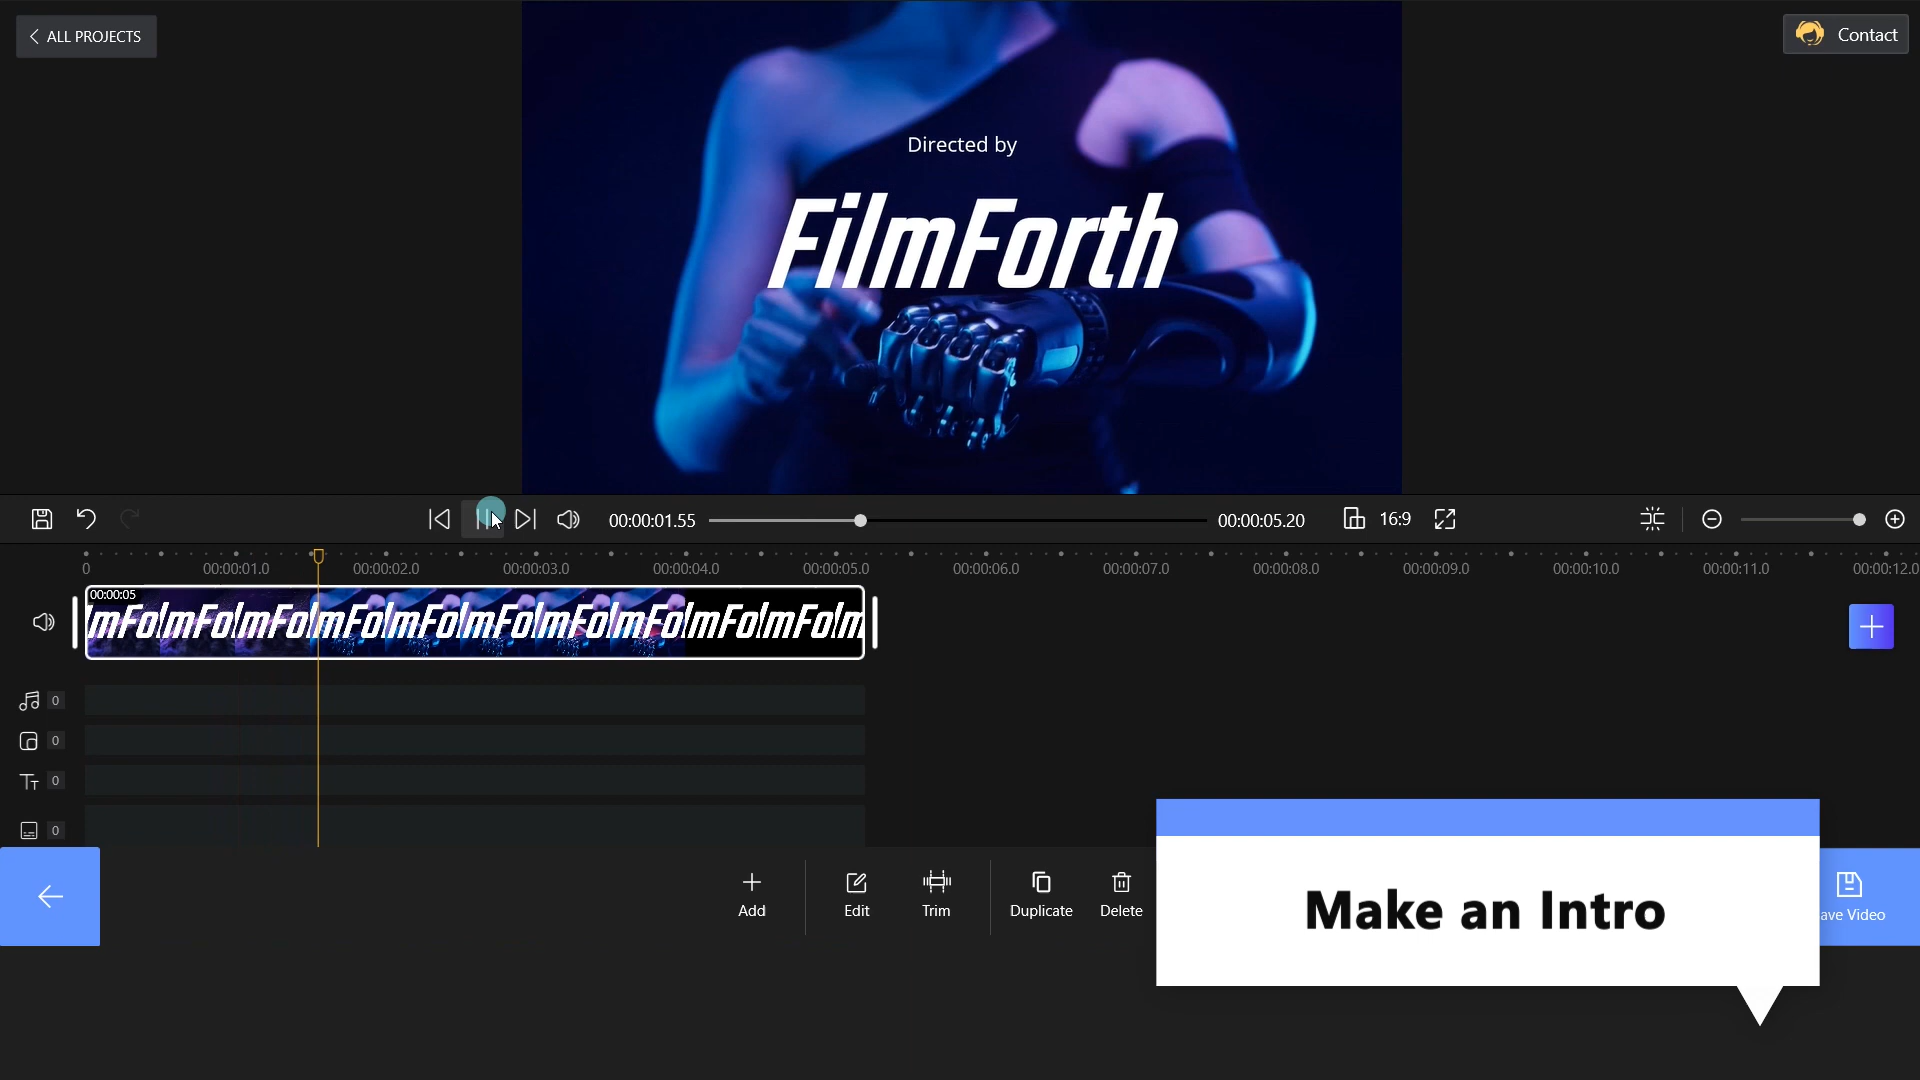 ALL PROJECTS
Contact
Directed by
FilmForth
00:00:01.55
00:00:05.20
16:9
0 00:00:01.0 00:00:02.0 00:00:03.0 00:00:04.0 00:00:05.0 00:00:06.0 00:00:07.0 00:00:08.0 00:00:09.0 00:00:10.0 00:00:11.0 00:00:12.0
00:00:05
lmFolmFolmFolmFolmFolmFolmFolmFolmFolmFolm
0
0
0
0
Add
Edit
Trim
Duplicate
Delete
Make an Intro
ave Video